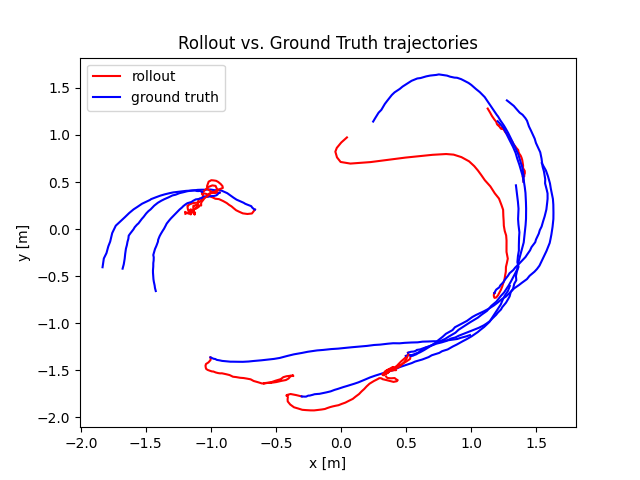 Rollout vs. Ground Truth trajectories
rollout
ground truth
1.5
1.0
0.5
0.0
−0.5
−1.0
−1.5
−2.0
y [m]
−2.0 −1.5 −1.0 −0.5 0.0 0.5 1.0 1.5
x [m]